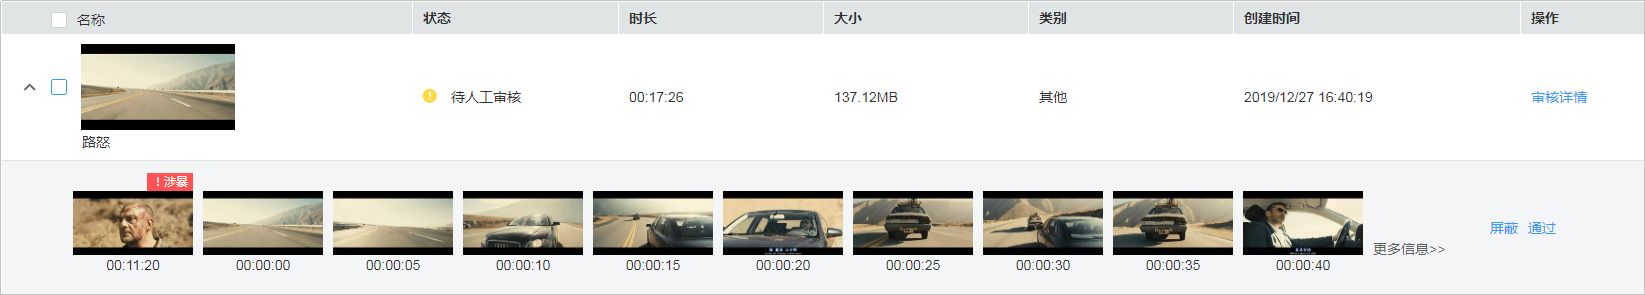 名称 状态 时长 大小 类别 创建时间 操作
待人工审核 00:17:26 137.12MB 其他 2019/12/27 16:40:19 审核详情
路怒
！涉暴
屏蔽 通过
更多信息>>
00:11:20 00:00:00 00:00:05 00:00:10 00:00:15 00:00:20 00:00:25 00:00:30 00:00:35 00:00:40